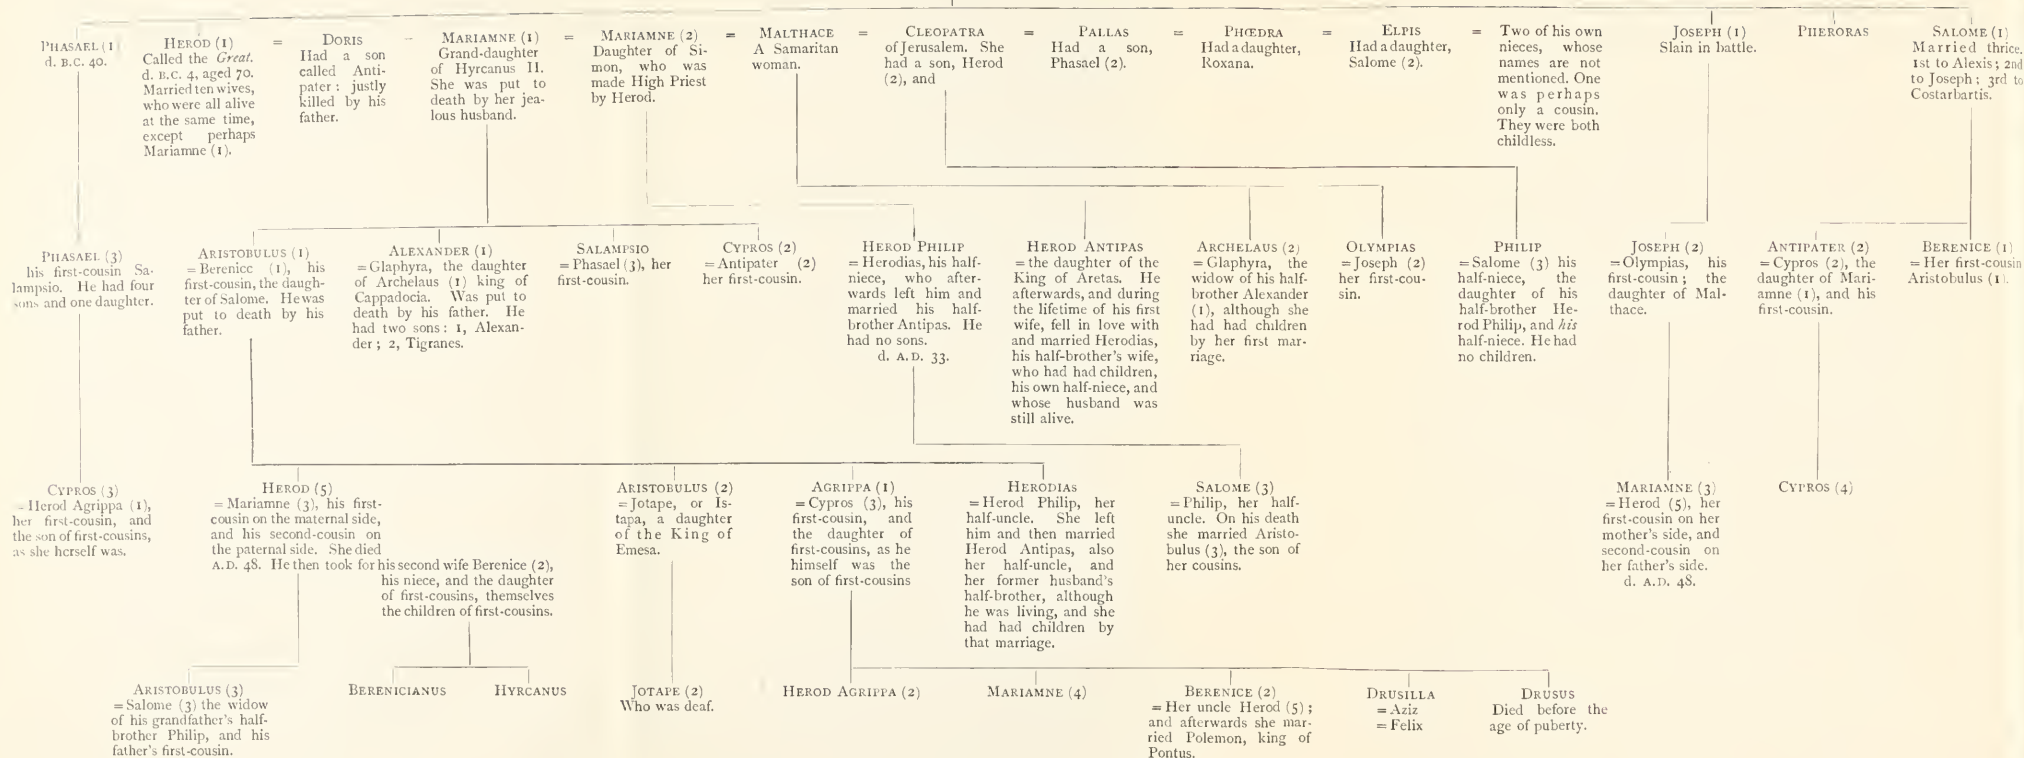 PHASAEL (1
d. B.C. 40.
HEROD (1)
Called the Great.
d. B.C. 4, aged 70.
Married ten wives,
who were all alive
at the same time,
except perhaps
Mariamne (1).
=
DORIS
Had a son
called Anti-
pater: justly
killed by his
father.
=
MARIAMNE (1)
Grand-daughter
of Hyrcanus II.
She was put to
death by her jea-
lous husband.
=
MARIAMNE (2)
Daughter of Si-
mon, who was
made High Priest
by Herod.
=
MALTHACE
A Samaritan
woman.
=
CLEOPATRA
of Jerusalem. She
had a son, Herod
(2), and
=
PALLAS
Had a son,
Phasael (2).
=
PHŒDRA
Had a daughter,
Roxana.
=
ELPIS
Had a daughter,
Salome (2).
=
Two of his own
nieces, whose
names are not
mentioned. One
was perhaps
only a cousin.
They were both
childless.
JOSEPH (1)
Slain in battle.
PHERORAS
SALOME (1)
Married thrice,
1st to Alexis; 2nd
to Joseph; 3rd to
Costarbartis.
PHASAEL (3)
his first-cousin Sa-
lampsio. He had four
sons and one daughter.
ARISTOBULUS (1)
= Berenice (1), his
first-cousin, the daugh-
ter of Salome. He was
put to death by his
father.
ALEXANDER (1)
= Glaphyra, the daughter
of Archelaus (1) king of
Cappadocia. Was put to
death by his father. He
had two sons: 1, Alexan-
der; 2, Tigranes.
SALAMPSIO
= Phasael (3), her
first-cousin.
CYPROS (2)
= Antipater (2)
her first-cousin.
HEROD PHILIP
= Herodias, his half-
niece, who after-
wards left him and
married his half-
brother Antipas. He
had no sons.
d. A.D. 33.
HEROD ANTIPAS
= the daughter of the
King of Aretas. He
afterwards, and during
the lifetime of his first
wife, fell in love with
and married Herodias,
his half-brother's wife,
who had had children,
his own half-niece, and
whose husband was
still alive.
ARCHELAUS (2)
= Glaphyra, the
widow of his half-
brother Alexander
(1), although she
had had children
by her first mar-
riage.
OLYMPIAS
= Joseph (2)
her first-cou-
sin.
PHILIP
= Salome (3) his
half-niece, the
daughter of his
half-brother He-
rod Philip, and his
half-niece. He had
no children.
JOSEPH (2)
= Olympias, his
first-cousin; the
daughter of Mal-
thace.
ANTIPATER (2)
= Cypros (2), the
daughter of Mari-
amne (1), and his
first-cousin.
BERENICE (1)
= Her first-cousin
Aristobulus (1).
CYPROS (3)
= Herod Agrippa (1),
her first-cousin, and
the son of first-cousins,
as she herself was.
HEROD (5)
= Mariamne (3), his first-
cousin on the maternal side,
and his second-cousin on
the paternal side. She died
A.D. 48. He then took for his second wife Berenice (2),
his niece, and the daughter
of first-cousins, themselves
the children of first-cousins.
ARISTOBULUS (2)
= Jotape, or Is-
tapa, a daughter
of the King of
Emesa.
AGRIPPA (1)
= Cypros (3), his
first-cousin, and
the daughter of
first-cousins, as he
himself was the
son of first-cousins
HERODIAS
= Herod Philip, her
half-uncle. She left
him and then married
Herod Antipas, also
her half-uncle, and
her former husband's
half-brother, although
he was living, and she
had had children by
that marriage.
SALOME (3)
= Philip, her half-
uncle. On his death
she married Aristo-
bulus (3), the son of
her cousins.
MARIAMNE (3)
= Herod (5), her
first-cousin on her
mother's side, and
second-cousin on
her father's side.
d. A.D. 48.
CYPROS (4)
ARISTOBULUS (3)
= Salome (3) the widow
of his grandfather's half-
brother Philip, and his
father's first-cousin.
BERENICIANUS
HYRCANUS
JOTAPE (2)
Who was deaf.
HEROD AGRIPPA (2)
MARIAMNE (4)
BERENICE (2)
= Her uncle Herod (5);
and afterwards she mar-
ried Polemon, king of
Pontus.
DRUSILLA
= Aziz
= Felix
DRUSUS
Died before the
age of puberty.